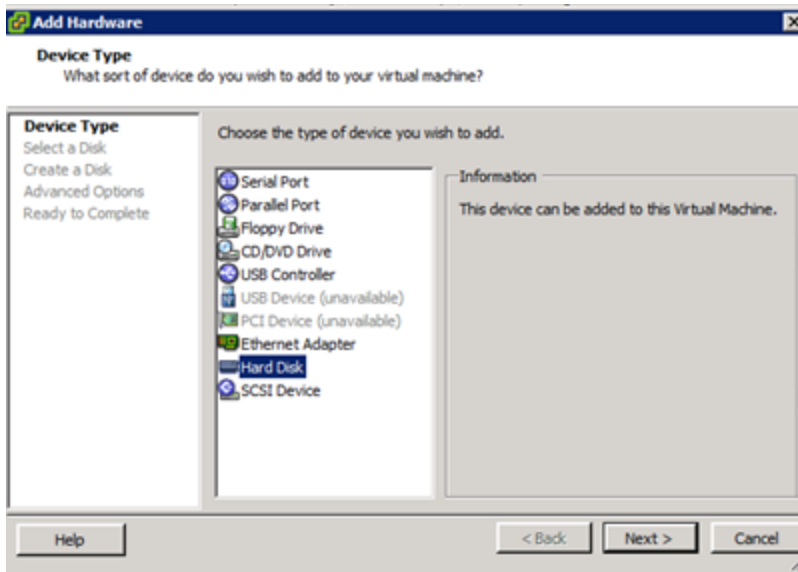 Add Hardware
Device Type
What sort of device do you wish to add to your virtual machine?
Device Type
Select a Disk
Create a Disk
Advanced Options
Ready to Complete
Choose the type of device you wish to add.
Serial Port
Parallel Port
Floppy Drive
CD/DVD Drive
USB Controller
USB Device (unavailable)
PCI Device (unavailable)
Ethernet Adapter
Hard Disk
SCSI Device
Information
This device can be added to this Virtual Machine.
Help
< Back
Next >
Cancel